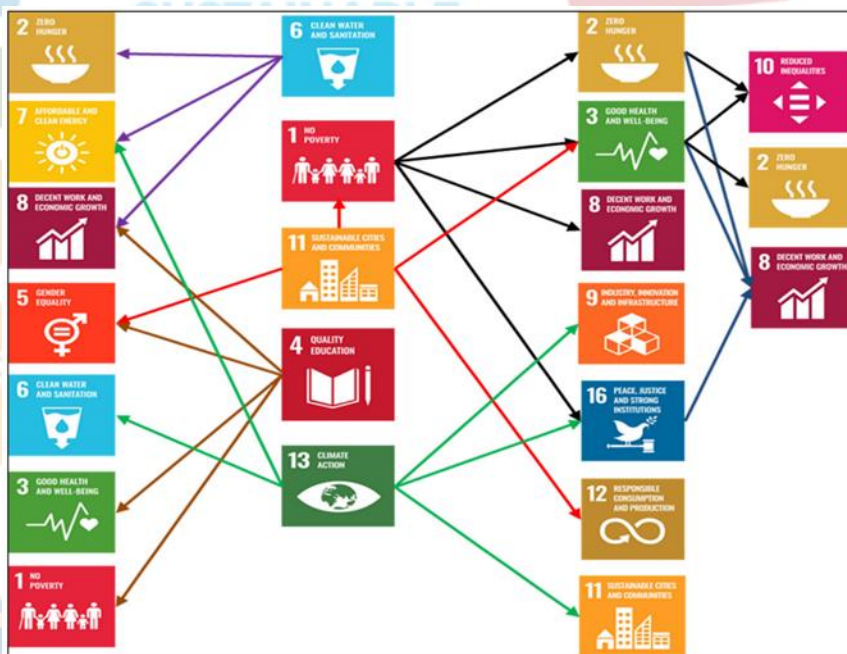 2 ZERO
HUNGER
7 AFFORDABLE AND
CLEAN ENERGY
8 DECENT WORK AND
ECONOMIC GROWTH
5 GENDER
EQUALITY
6 CLEAN WATER
AND SANITATION
3 GOOD HEALTH
AND WELL-BEING
1 NO
POVERTY
6 CLEAN WATER
AND SANITATION
1 NO
POVERTY
11 SUSTAINABLE CITIES
AND COMMUNITIES
4 QUALITY
EDUCATION
13 CLIMATE
ACTION
2 ZERO
HUNGER
3 GOOD HEALTH
AND WELL-BEING
8 DECENT WORK AND
ECONOMIC GROWTH
9 INDUSTRY, INNOVATION
AND INFRASTRUCTURE
16 PEACE, JUSTICE
AND STRONG
INSTITUTIONS
12 RESPONSIBLE
CONSUMPTION
AND PRODUCTION
11 SUSTAINABLE CITIES
AND COMMUNITIES
10 REDUCED
INEQUALITIES
2 ZERO
HUNGER
8 DECENT WORK AND
ECONOMIC GROWTH